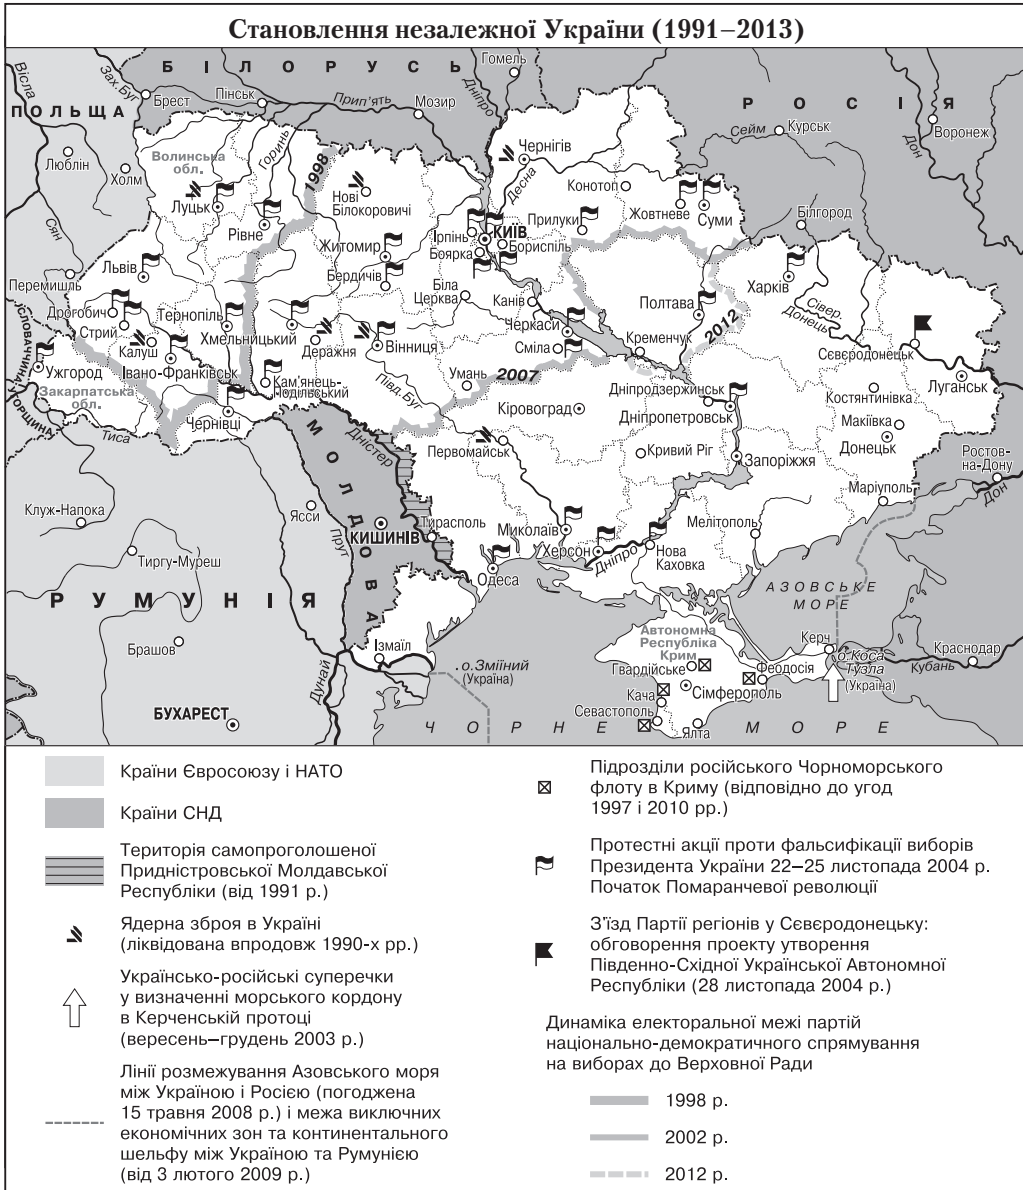 Становлення незалежної України (1991–2013)
БІЛОРУСЬ
Гомель
Вісла
Зах. Буг
Брест
Пінськ
Прип'ять
Мозир
Дніпро
РОСІЯ
ПОЛЬЩА
Сейм
Курськ
Дон
Воронеж
Люблін
Холм
Волинська
обл.
Горинь
1998
Чернігів
Десна
Нові
Білокоровичі
Конотоп
Луцьк
Рівне
Сян
Прилуки
Жовтневе
Суми
Білгород
Житомир
Ірпінь
КИЇВ
Боярка
Бориспіль
Львів
Бердичів
Перемишль
Біла
Церква
Канів
Харків
Дрогобич
Стрий
Тернопіль
Хмельницький
Полтава
2012
Сівер.
Донець
Черкаси
СЛОВАЧЧИНА
Калуш
Деражня
Вінниця
Сміла
Кременчук
Сєвєродонецьк
Ужгород
Івано-Франківськ
Кам'янець-
Подільський
Умань
2007
Луганськ
УГОРЩИНА
Закарпатська
обл.
Півд. Буг
Дніпродзержинськ
Костянтинівка
Чернівці
Кіровоград
Дніпропетровськ
Макіївка
Тиса
МОЛДОВА
Дністер
Первомайськ
Кривий Ріг
Запоріжжя
Донецьк
Ростов-
на-Дону
Маріуполь
Дон
Клуж-Напока
Ясси
Прут
КИШИНІВ
Тирасполь
Миколаїв
Мелітополь
Херсон
Дніпро
Нова
Каховка
Тиргу-Муреш
Одеса
АЗОВСЬКЕ
МОРЕ
РУМУНІЯ
Брашов
Ізмаїл
Дунай
о. Зміїний
(Україна)
Автономна
Республіка
Крим
Гвардійське
Керч
о. Коса
Тузла
(Україна)
Краснодар
Кубань
Феодосія
Сімферополь
Кача
Севастополь
Ялта
БУХАРЕСТ
ЧОРНЕ МОРЕ
Країни Євросоюзу і НАТО
Країни СНД
Територія самопроголошеної
Придністровської Молдавської
Республіки (від 1991 р.)
Ядерна зброя в Україні
(ліквідована впродовж 1990-х рр.)
Українсько-російські суперечки
у визначенні морського кордону
в Керченській протоці
(вересень–грудень 2003 р.)
Лінії розмежування Азовського моря
між Україною і Росією (погоджена
15 травня 2008 р.) і межа виключних
економічних зон та континентального
шельфу між Україною та Румунією
(від 3 лютого 2009 р.)
Підрозділи російського Чорноморського
флоту в Криму (відповідно до угод
1997 і 2010 рр.)
Протестні акції проти фальсифікації виборів
Президента України 22–25 листопада 2004 р.
Початок Помаранчевої революції
З'їзд Партії регіонів у Сєвєродонецьку:
обговорення проекту утворення
Південно-Східної Української Автономної
Республіки (28 листопада 2004 р.)
Динаміка електоральної межі партій
національно-демократичного спрямування
на виборах до Верховної Ради
1998 р.
2002 р.
2012 р.